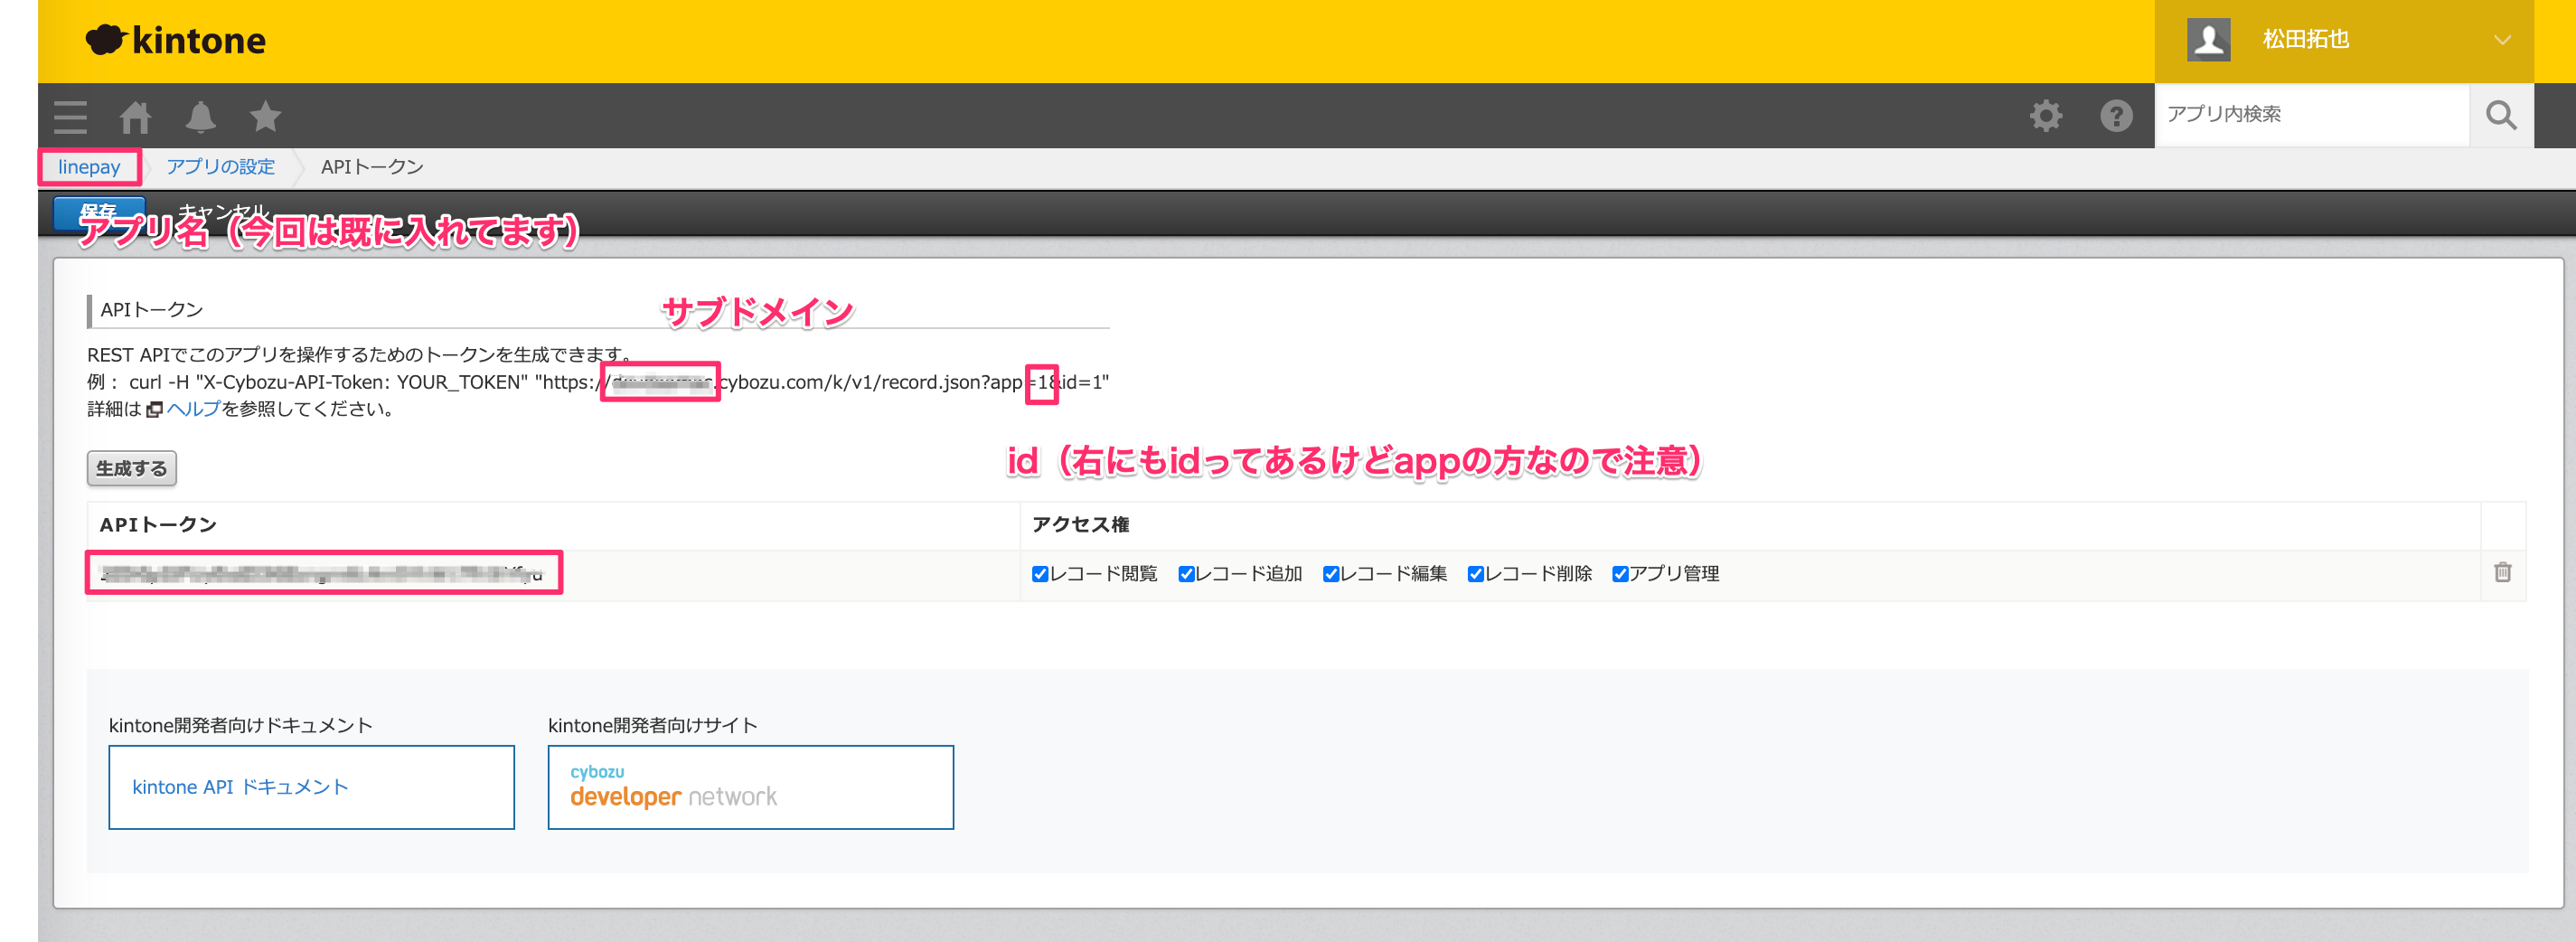 kintone
松田拓也
アプリ内検索
linepay
アプリの設定
APIトークン
保存
キャンセル
アプリ名（今回は既に入れてます）
APIトークン
サブドメイン
REST APIでこのアプリを操作するためのトークンを生成できます。
例： curl -H "X-Cybozu-API-Token: YOUR_TOKEN" "https://.cybozu.com/k/v1/record.json?app=1&id=1"
詳細は ヘルプを参照してください。
id（右にもidってあるけどappの方なので注意）
生成する
APIトークン
アクセス権
レコード閲覧 レコード追加 レコード編集 レコード削除 アプリ管理
kintone開発者向けドキュメント
kintone開発者向けサイト
kintone API ドキュメント
cybozu
developer network